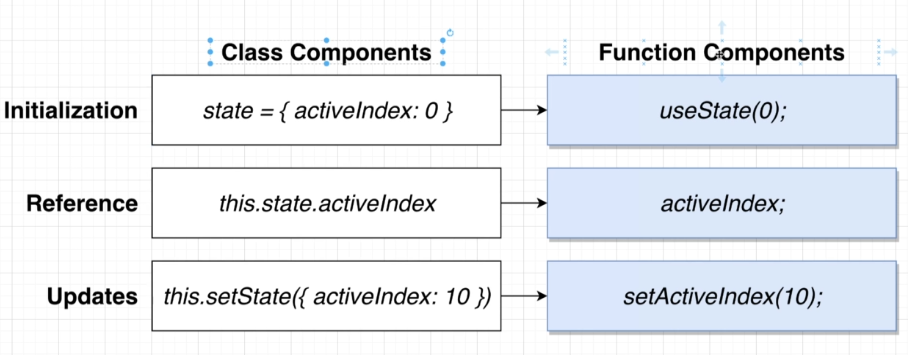 Class Components
Function Components
Initialization
state = { activeIndex: 0 }
useState(0);
Reference
this.state.activeIndex
activeIndex;
Updates
this.setState({ activeIndex: 10 })
setActiveIndex(10);